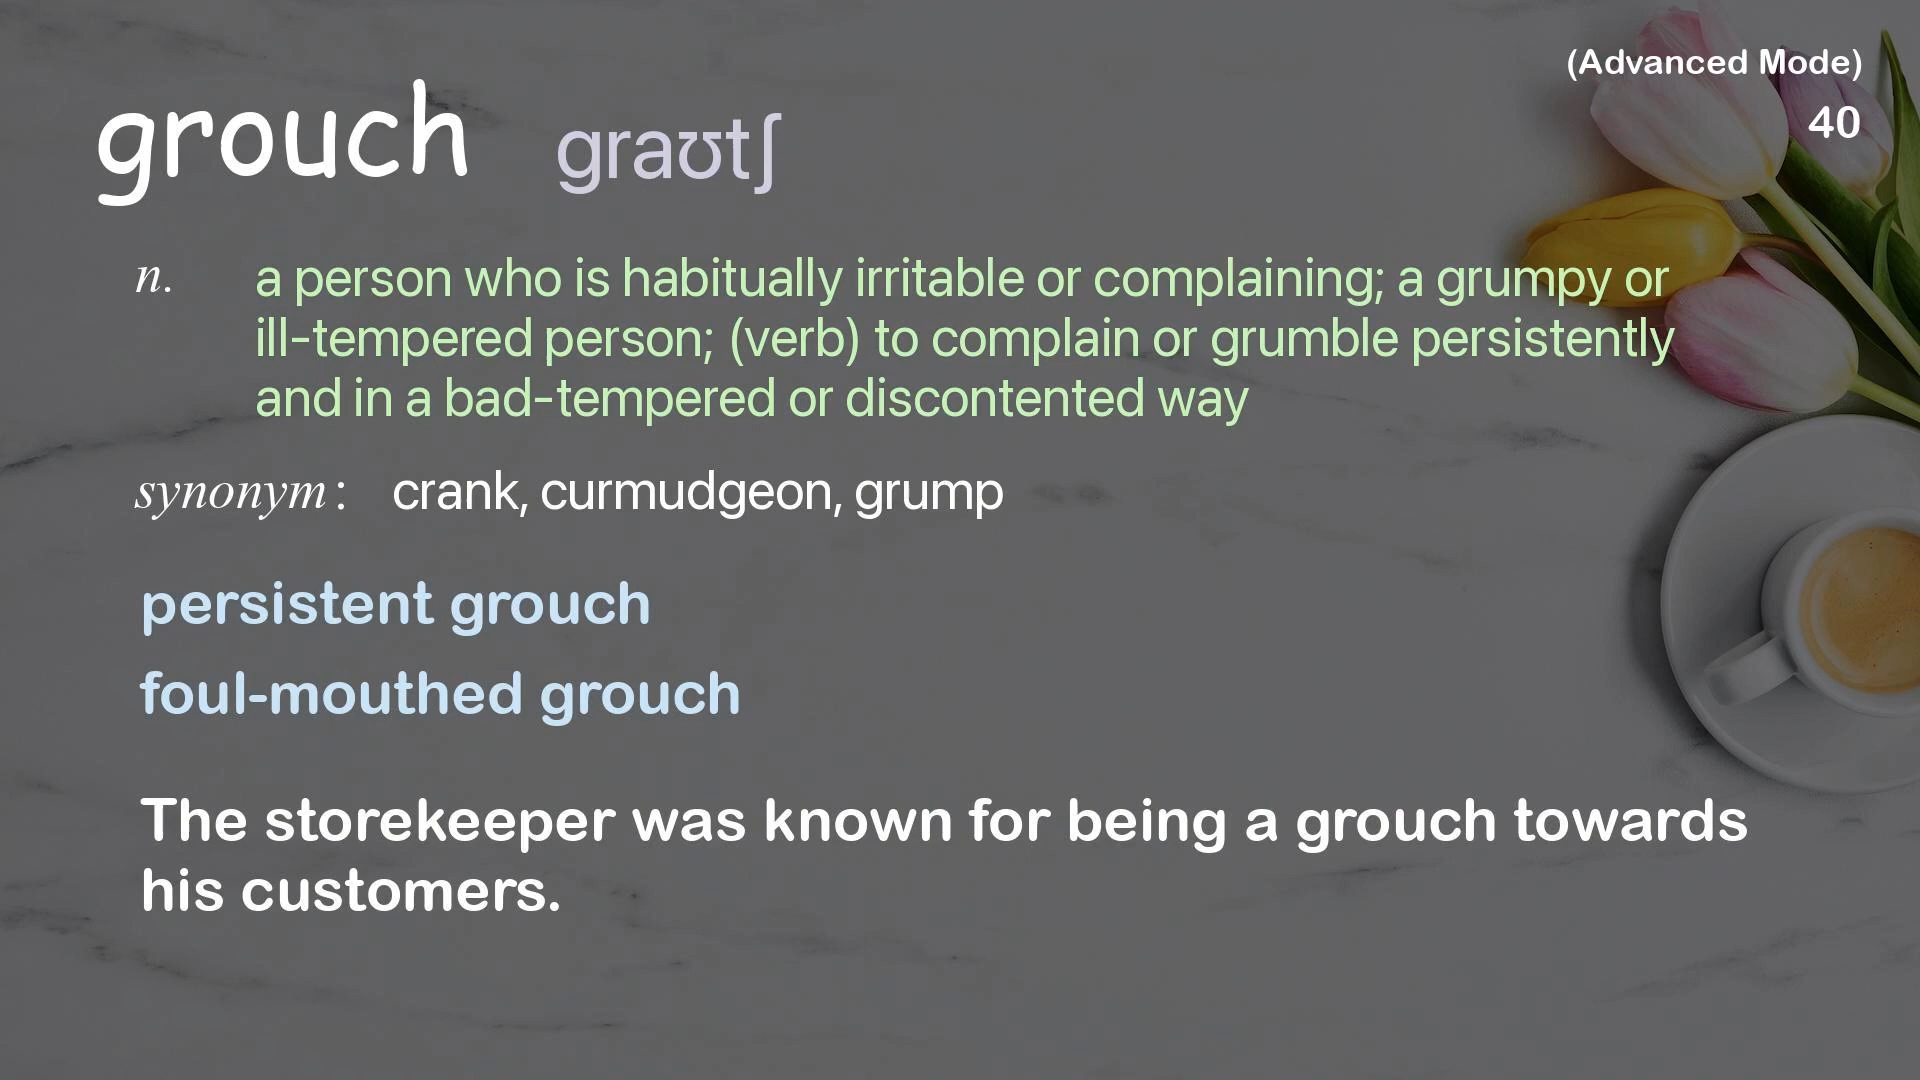 (Advanced Mode)
40
grouch graʊtʃ
n. a person who is habitually irritable or complaining; a grumpy or
ill-tempered person; (verb) to complain or grumble persistently
and in a bad-tempered or discontented way
synonym: crank, curmudgeon, grump
persistent grouch
foul-mouthed grouch
The storekeeper was known for being a grouch towards
his customers.